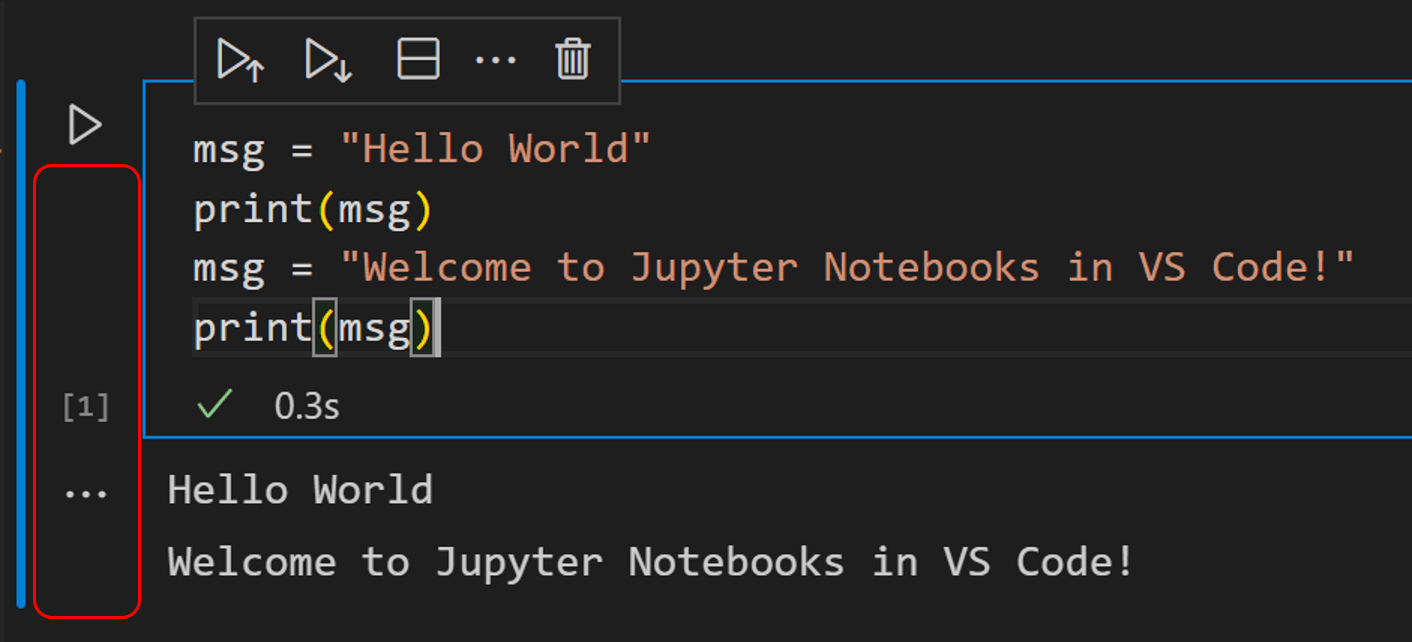 msg = "Hello World"
print(msg)
msg = "Welcome to Jupyter Notebooks in VS Code!"
print(msg)
[1] 0.3s
... Hello World
Welcome to Jupyter Notebooks in VS Code!